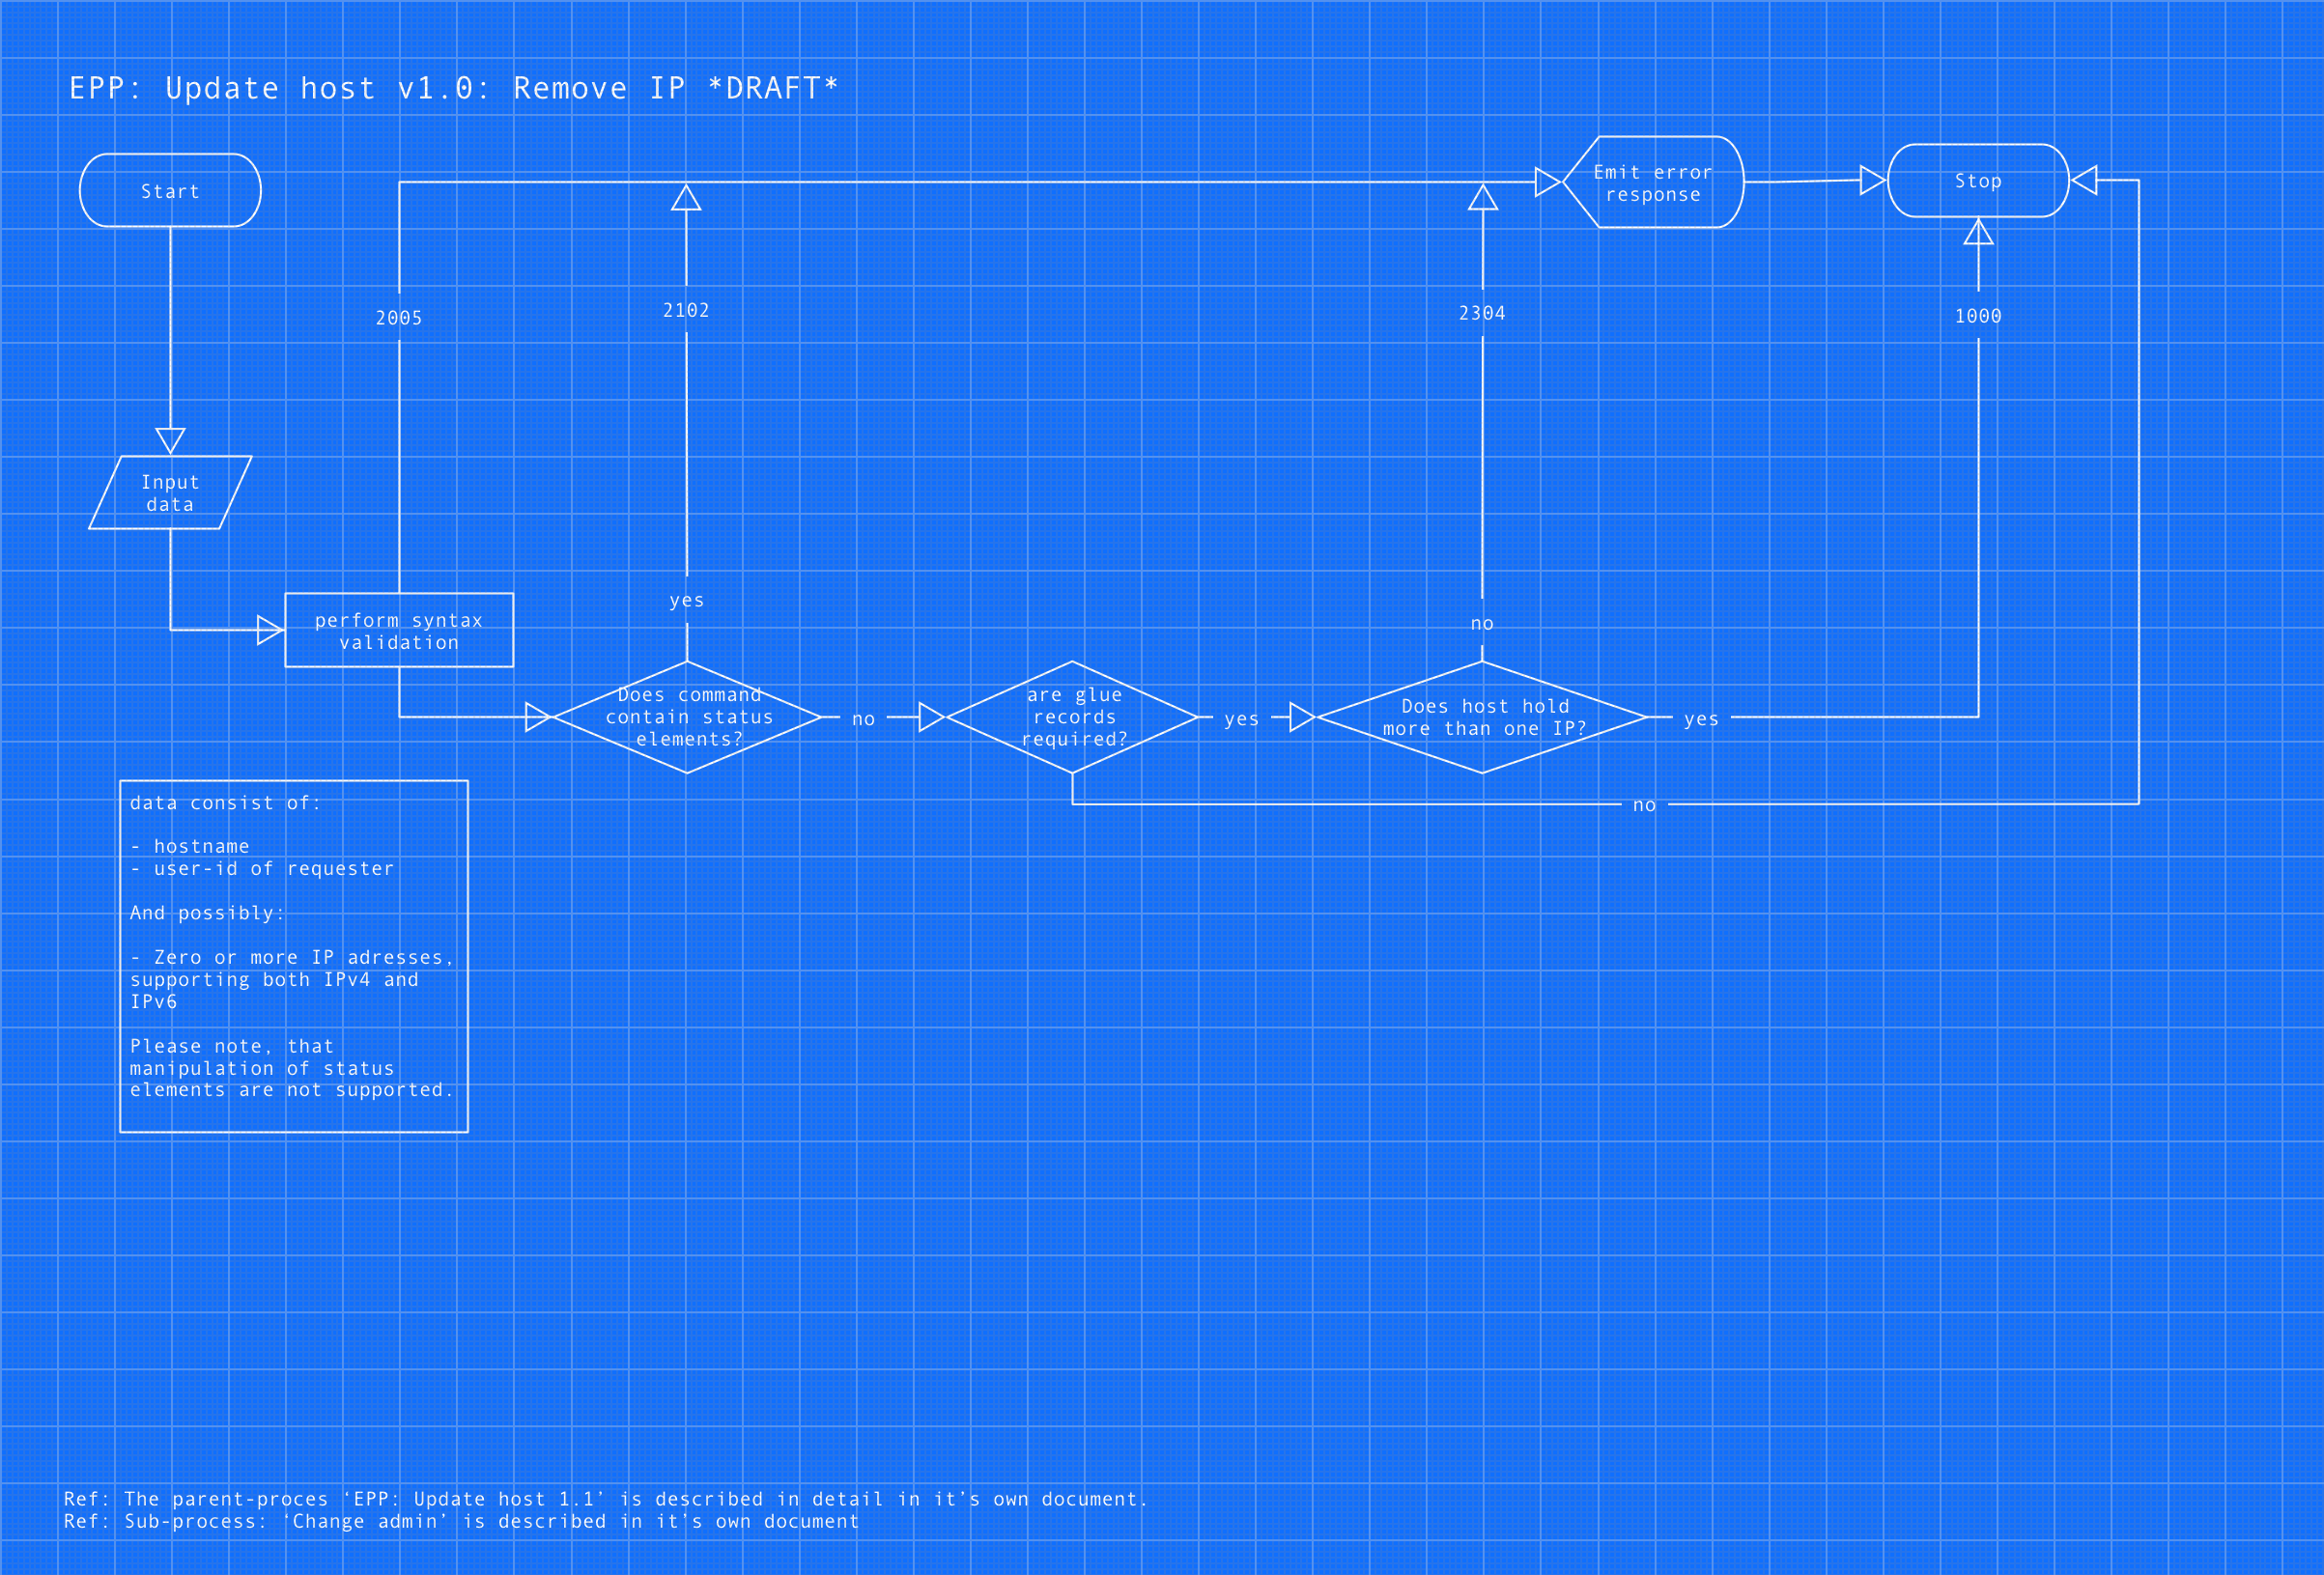 EPP: Update host v1.0: Remove IP *DRAFT*
Start
Emit error
response
Stop
2005
2102
2304
1000
Input
data
yes
no
perform syntax
validation
Does command
contain status
elements?
no
are glue
records
required?
yes
Does host hold
more than one IP?
yes
no
data consist of:
- hostname
- user-id of requester
And possibly:
- Zero or more IP adresses,
supporting both IPv4 and
IPv6
Please note, that
manipulation of status
elements are not supported.
Ref: The parent-proces ‘EPP: Update host 1.1’ is described in detail in it’s own document.
Ref: Sub-process: ‘Change admin’ is described in it’s own document